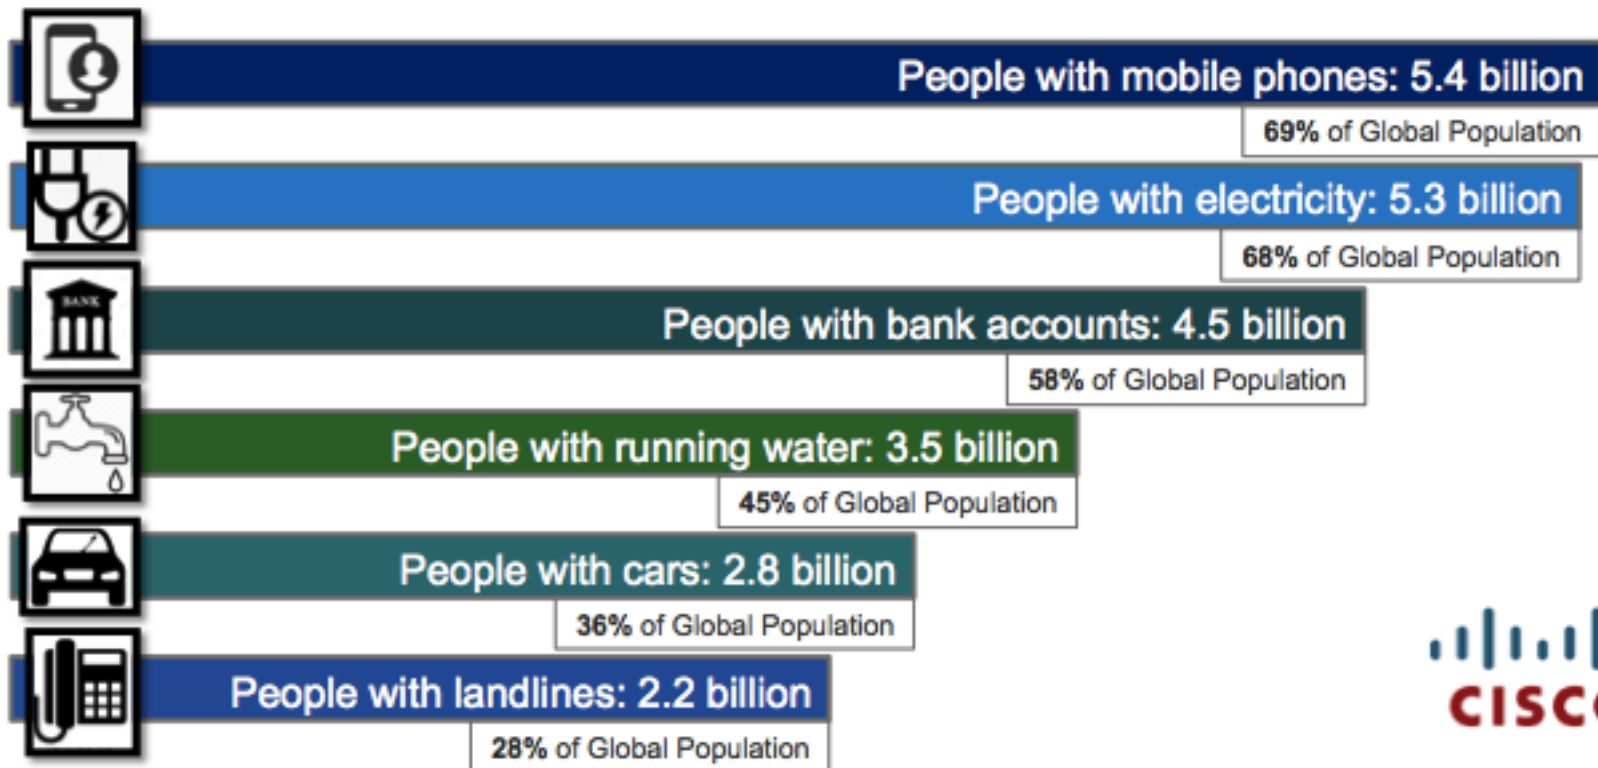 People with mobile phones: 5.4 billion
69% of Global Population
People with electricity: 5.3 billion
68% of Global Population
BANK
People with bank accounts: 4.5 billion
58% of Global Population
People with running water: 3.5 billion
45% of Global Population
People with cars: 2.8 billion
36% of Global Population
People with landlines: 2.2 billion
28% of Global Population
CISCO